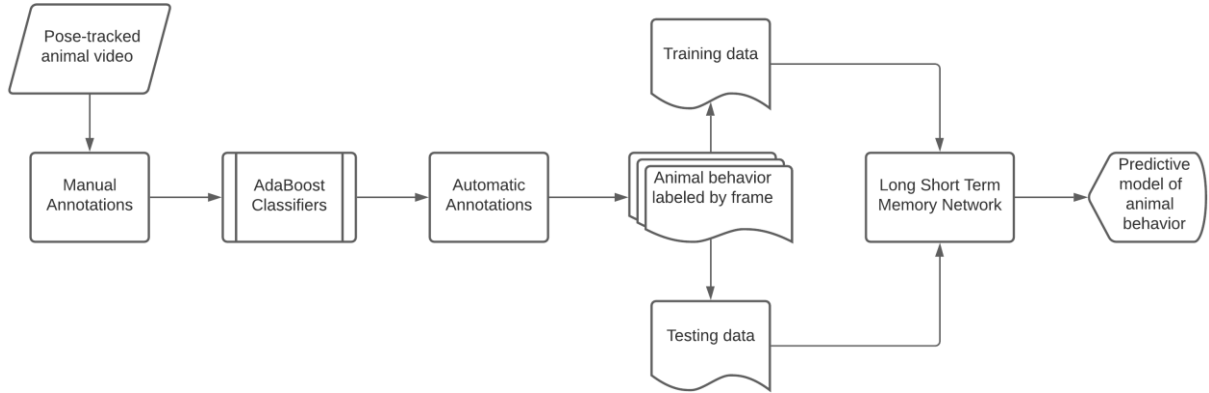 Pose-tracked
animal video
Manual
Annotations
AdaBoost
Classifiers
Automatic
Annotations
Animal behavior
labeled by frame
Training data
Testing data
Long Short Term
Memory Network
Predictive
model of
animal
behavior